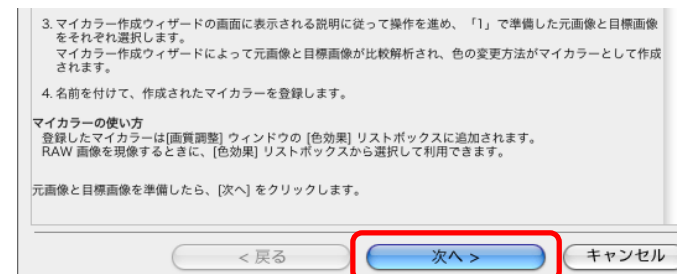 3. マイカラー作成ウィザードの画面に表示される説明に従って操作を進め、「1」で準備した元画像と目標画像
をそれぞれ選択します。
マイカラー作成ウィザードによって元画像と目標画像が比較解析され、色の変更方法がマイカラーとして作成
されます。
4. 名前を付けて、作成されたマイカラーを登録します。
マイカラーの使い方
登録したマイカラーは[画質調整] ウィンドウの [色効果] リストボックスに追加されます。
RAW 画像を現像するときに、[色効果] リストボックスから選択して利用できます。
元画像と目標画像を準備したら、[次へ] をクリックします。
< 戻る 次へ > キャンセル